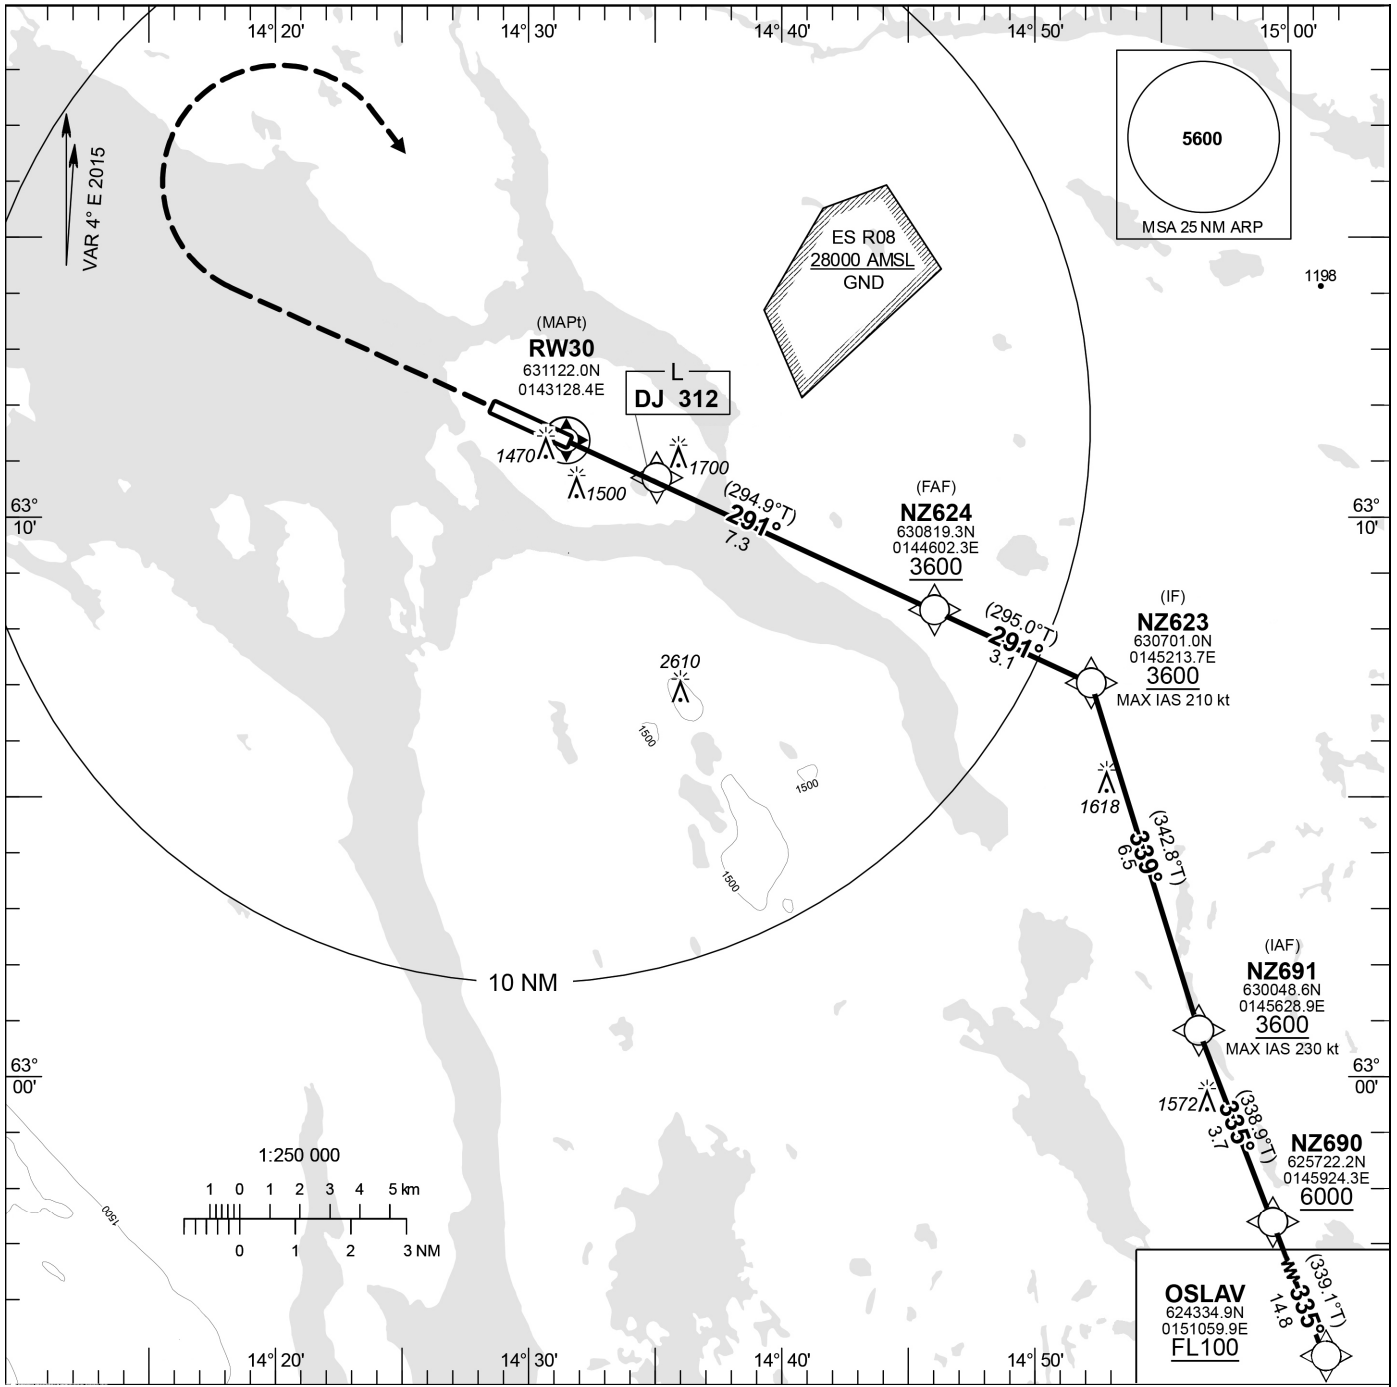 14° 20'
14° 30'
14° 40'
14° 50'
15° 00'
5600
MSA 25 NM ARP
VAR 4° E 2015
ES R08
28000 AMSL
GND
1198
(MAPt)
RW30
631122.0N
0143128.4E
L
DJ 312
1470
1500
1700
(294.9°T)
291°
7.3
63°
10'
(FAF)
NZ624
630819.3N
0144602.3E
3600
63°
10'
(295.0°T)
291°
3.1
(IF)
NZ623
630701.0N
0145213.7E
3600
MAX IAS 210 kt
2610
1500
1500
1500
1618
(342.8°T)
339°
6.5
10 NM
(IAF)
NZ691
630048.6N
0145628.9E
3600
MAX IAS 230 kt
63°
00'
63°
00'
1572
(338.9°T)
335°
3.7
NZ690
625722.2N
0145924.3E
6000
1500
1:250 000
1 0 1 2 3 4 5 km
0 1 2 3 NM
OSLAV
624334.9N
0151059.9E
FL100
(339.1°T)
335°
14.8
14° 20'
14° 30'
14° 40'
14° 50'